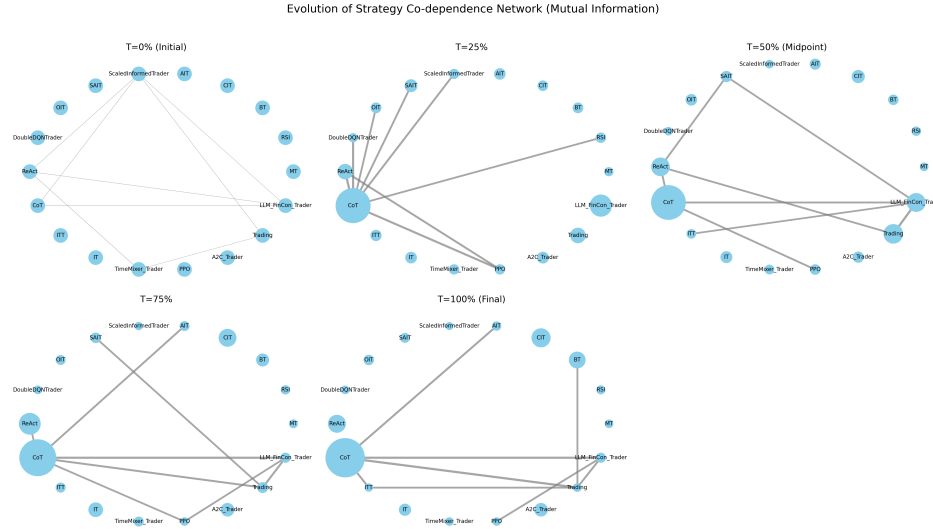 Evolution of Strategy Co-dependence Network (Mutual Information)
T=0% (Initial)
ScaledInformedTrader
AIT
SAIT
CIT
OIT
BT
DoubleDQNTrader
RSI
ReAct
MT
CoT
LLM_FinCon_Trader
ITT
Trading
IT
A2C_Trader
TimeMixer_Trader
PPO
T=25%
ScaledInformedTrader
AIT
SAIT
CIT
OIT
BT
DoubleDQNTrader
RSI
ReAct
MT
CoT
LLM_FinCon_Trader
ITT
Trading
IT
A2C_Trader
TimeMixer_Trader
PPO
T=50% (Midpoint)
ScaledInformedTrader
AIT
SAIT
CIT
OIT
BT
DoubleDQNTrader
RSI
ReAct
MT
CoT
LLM_FinCon_Tra
ITT
Trading
IT
A2C_Trader
TimeMixer_Trader
PPO
T=75%
ScaledInformedTrader
AIT
SAIT
CIT
OIT
BT
DoubleDQNTrader
RSI
ReAct
MT
CoT
LLM_FinCon_Trader
ITT
Trading
IT
A2C_Trader
TimeMixer_Trader
PPO
T=100% (Final)
ScaledInformedTrader
AIT
SAIT
CIT
OIT
BT
DoubleDQNTrader
RSI
ReAct
MT
CoT
LLM_FinCon_Trader
ITT
Trading
IT
A2C_Trader
TimeMixer_Trader
PPO